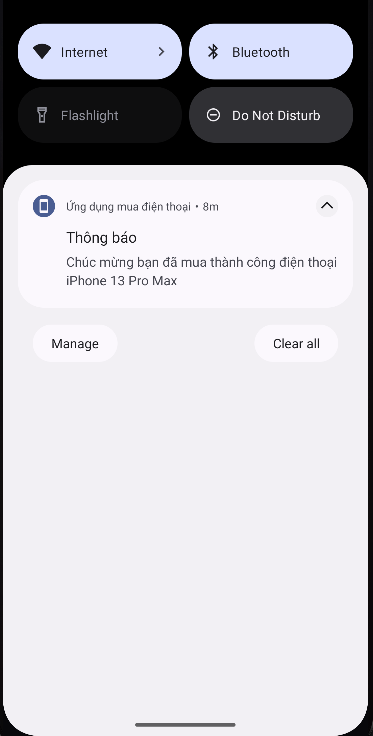 Internet
Bluetooth
Flashlight
Do Not Disturb
Ứng dụng mua điện thoại • 8m
Thông báo
Chúc mừng bạn đã mua thành công điện thoại
iPhone 13 Pro Max
Manage
Clear all